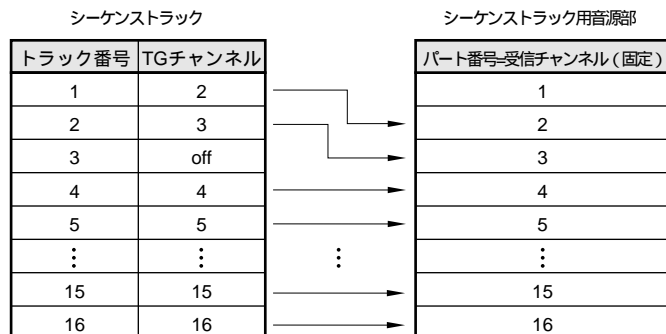 シーケンストラック
シーケンストラック用音源部
トラック番号 TGチャンネル
パート番号=受信チャンネル(固定)
1 2 1
2 3 2
3 off 3
4 4 4
5 5 5
⋮ ⋮ ⋮
15 15 15
16 16 16